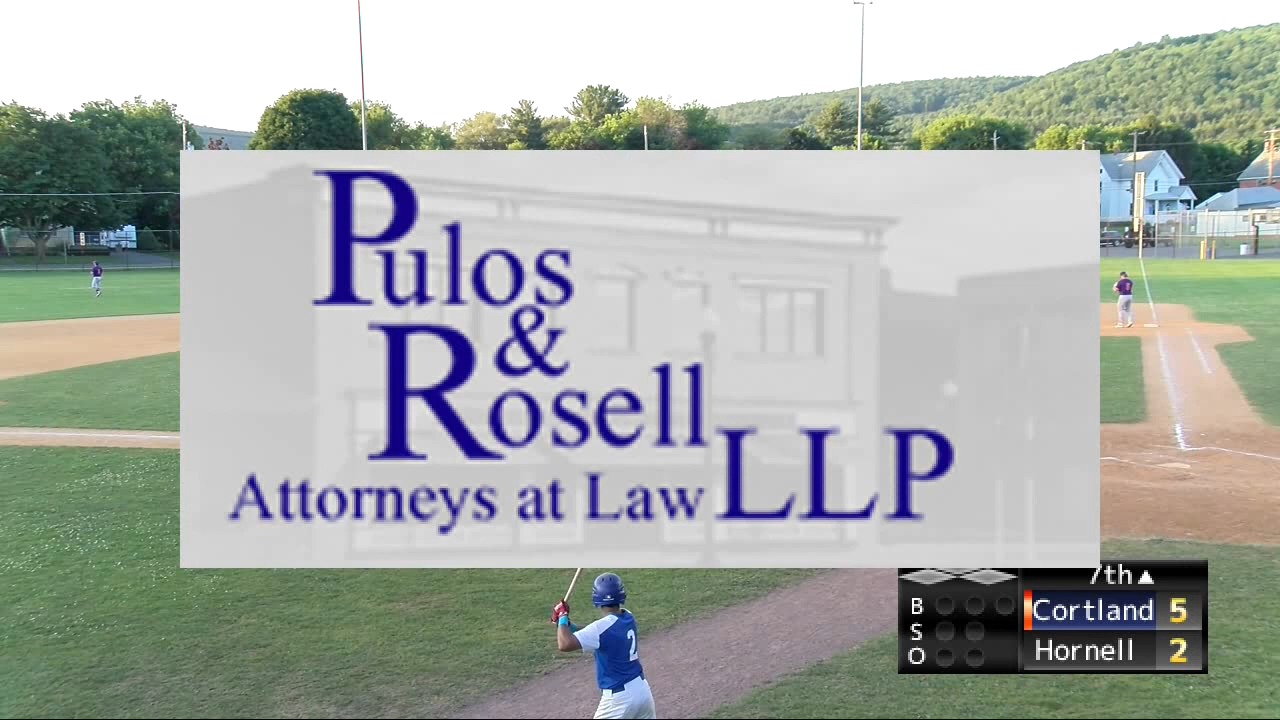 Pulos
&
Rosell
Attorneys at Law LLP
7th ▲
B
Cortland 5
S
Hornell 2
O
2